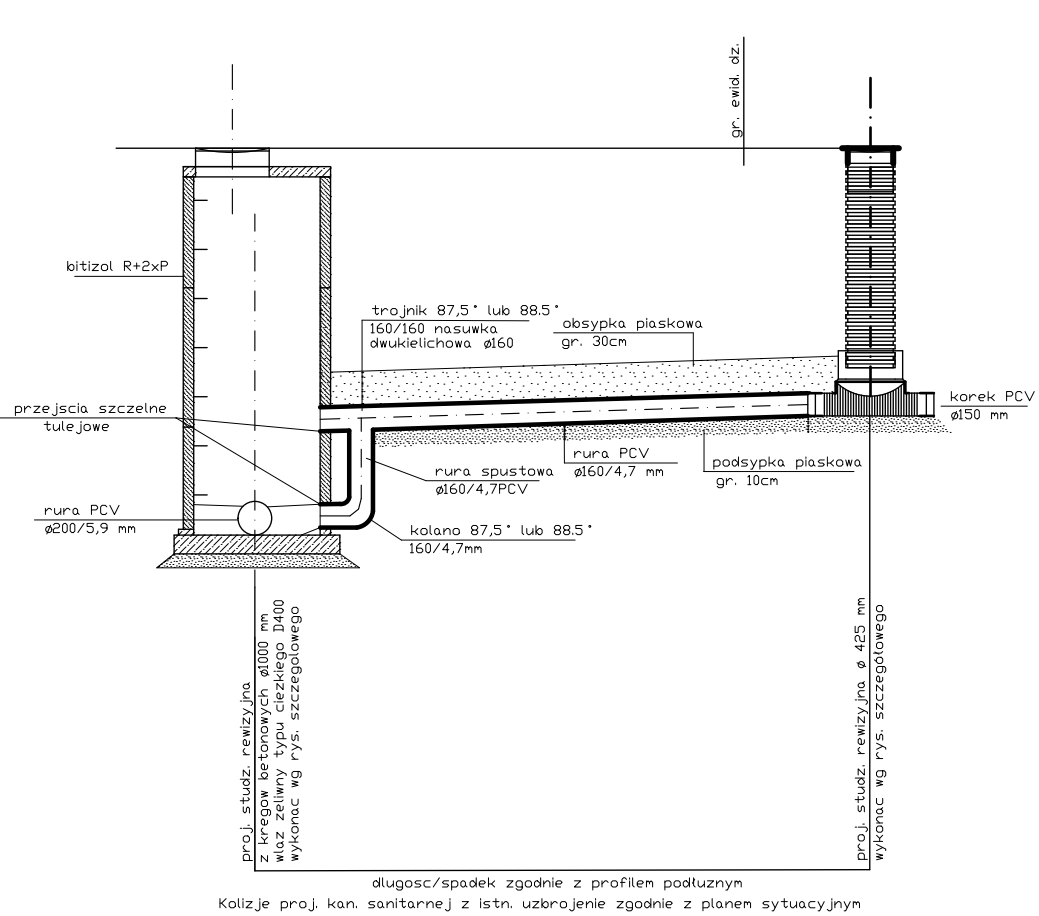 gr. ewid. dz.
bitizol R+2xP
trojnik 87,5° lub 88.5°
160/160 nasuwka
dwukielichowa ø160
obsypka piaskowa
gr. 30cm
przejscia szczelne
tulejowe
korek PCV
ø150 mm
rura PCV
ø160/4,7 mm
podsypka piaskowa
gr. 10cm
rura spustowa
ø160/4,7PCV
rura PCV
ø200/5,9 mm
kolano 87,5° lub 88.5°
160/4,7mm
proj. studz. rewizyjna
z kregow betonowych ø1000 mm
wlaz zeliwny typu ciezkiego D400
wykonac wg rys. szczegolowego
proj. studz. rewizyjna ø 425 mm
wykonac wg rys. szczegółowego
dlugosc/spadek zgodnie z profilem podłuznym
Kolizje proj. kan. sanitarnej z istn. uzbrojenie zgodnie z planem sytuacyjnym